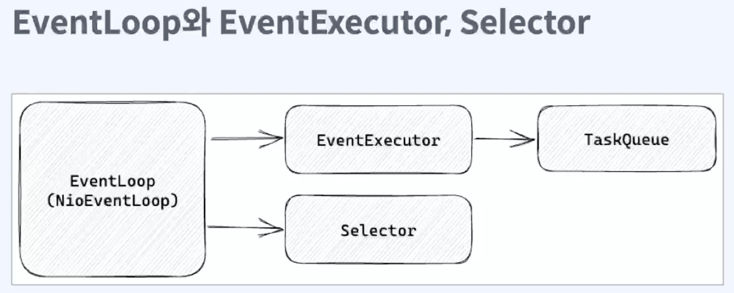 EventLoop와 EventExecutor, Selector
EventLoop
(NioEventLoop)
EventExecutor
TaskQueue
Selector